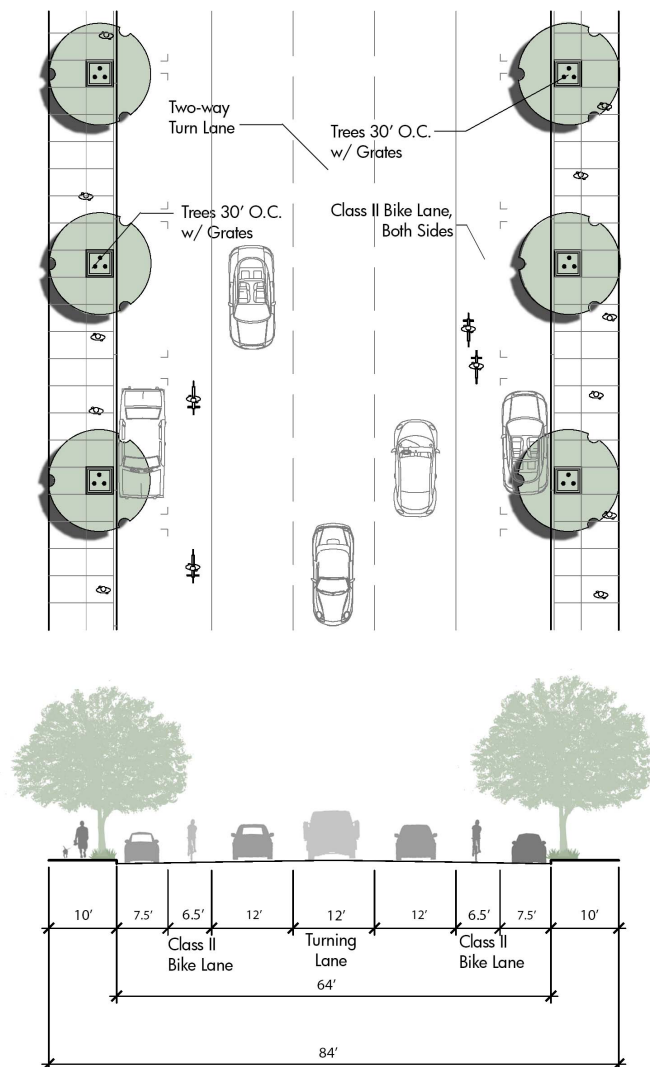 Two-way
Turn Lane
Trees 30' O.C.
w/ Grates
Trees 30' O.C.
w/ Grates
Class II Bike Lane,
Both Sides
10' 7.5' 6.5' 12' 12' 12' 6.5' 7.5' 10'
Class II
Bike Lane
Turning
Lane
Class II
Bike Lane
64'
84'